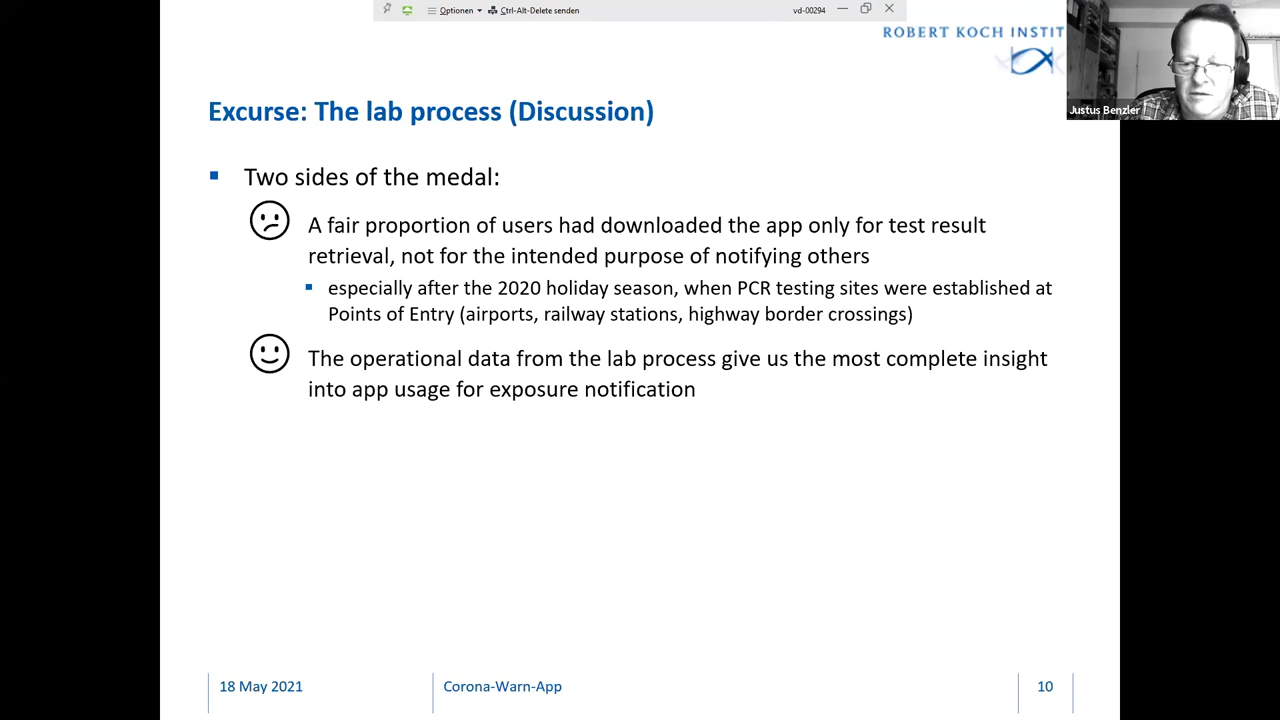 Optionen
Ctrl-Alt-Delete senden
vd-00294
ROBERT KOCH INSTIT
Justus Benzler
Excurse: The lab process (Discussion)
Two sides of the medal:
A fair proportion of users had downloaded the app only for test result
retrieval, not for the intended purpose of notifying others
especially after the 2020 holiday season, when PCR testing sites were established at
Points of Entry (airports, railway stations, highway border crossings)
The operational data from the lab process give us the most complete insight
into app usage for exposure notification
18 May 2021
Corona-Warn-App
10